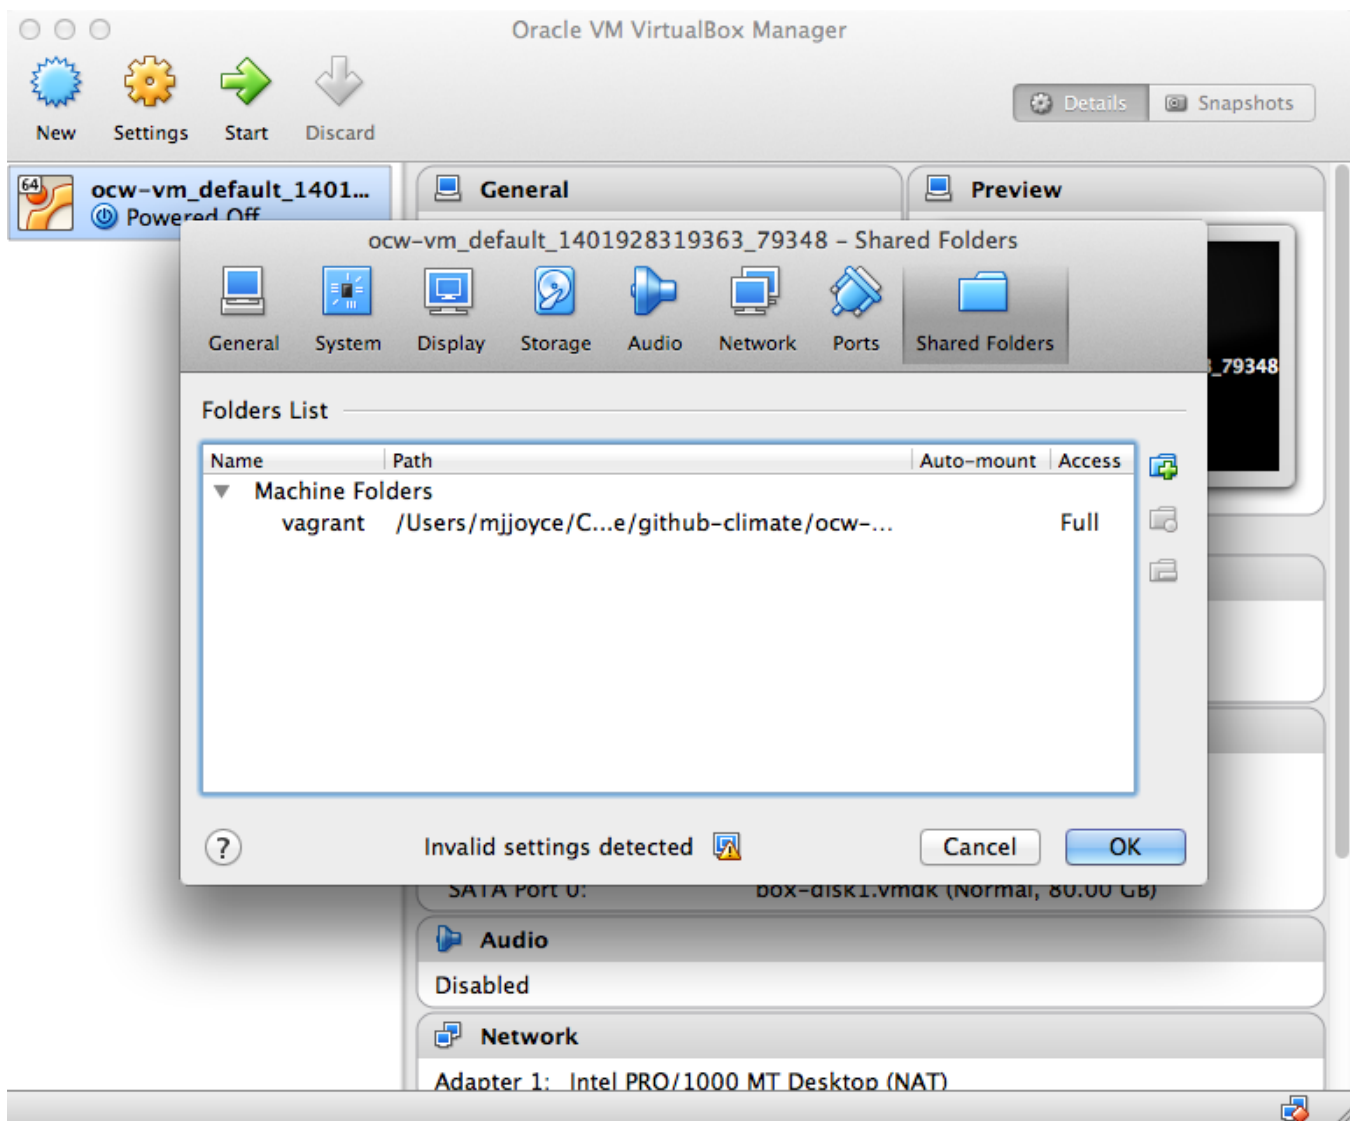 Oracle VM VirtualBox Manager
New Settings Start Discard
Details Snapshots
64
ocw-vm_default_1401...
Powered Off
General
Preview
ocw-vm_default_1401928319363_79348 – Shared Folders
General System Display Storage Audio Network Ports Shared Folders
_79348
Folders List
Name Path Auto-mount Access
Machine Folders
vagrant /Users/mjjoyce/C...e/github-climate/ocw-... Full
? Invalid settings detected Cancel OK
SATA Port 0: box-disk1.vmdk (Normal, 80.00 GB)
Audio
Disabled
Network
Adapter 1: Intel PRO/1000 MT Desktop (NAT)